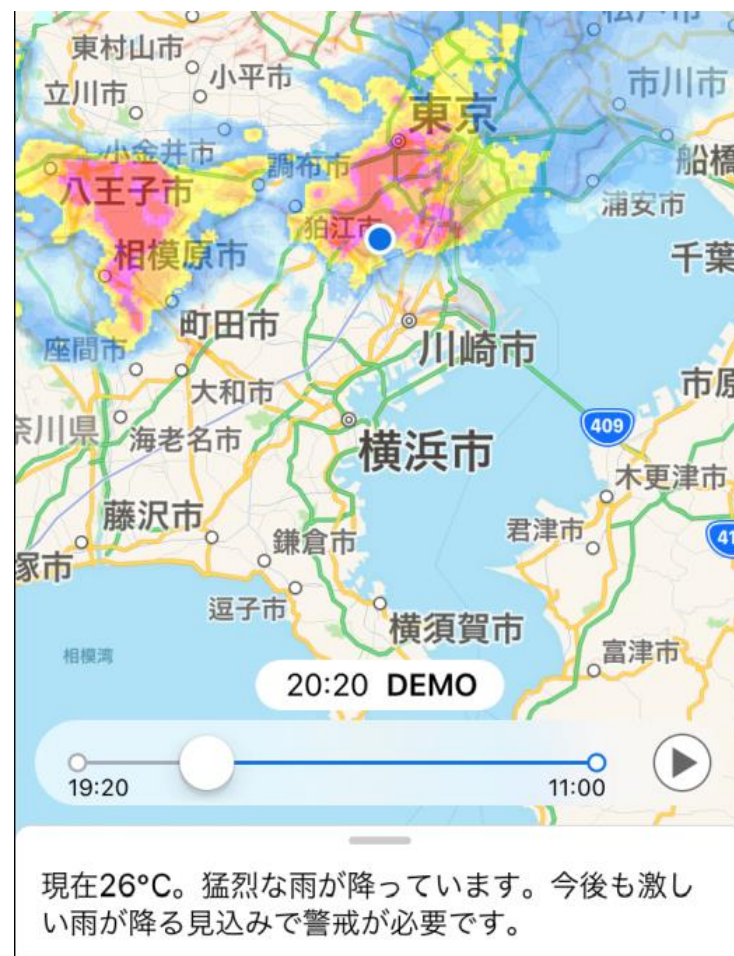 東村山市
小平市
立川市
東京
市川市
小金井市
調布市
船橋
八王子市
浦安市
狛江市
相模原市
千葉
町田市
座間市
川崎市
大和市
市原
奈川県
海老名市
409
横浜市
木更津市
藤沢市
鎌倉市
君津市
41
塚市
逗子市
横須賀市
相模湾
富津市
20:20 DEMO
19:20
11:00
現在26°C。猛烈な雨が降っています。今後も激し
い雨が降る見込みで警戒が必要です。